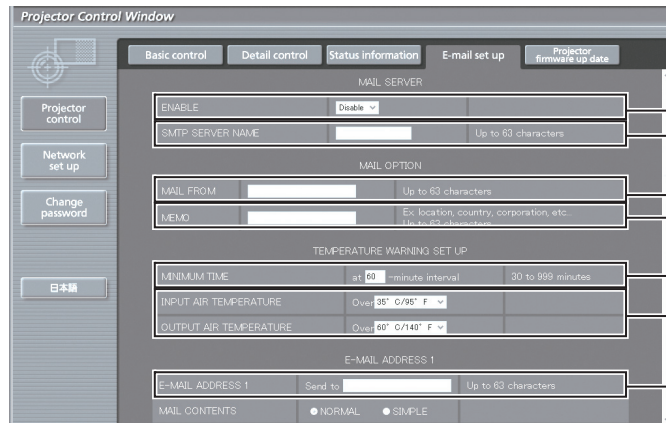 Projector Control Window
Basic control
Detail control
Status information
E-mail set up
Projector
firmware up date
Projector
control
Network
set up
Change
password
日本語
MAIL SERVER
ENABLE Disable
SMTP SERVER NAME Up to 63 characters
MAIL OPTION
MAIL FROM Up to 63 characters
MEMO Ex. location, country, corporation, etc..
Up to 63 characters
TEMPERATURE WARNING SET UP
MINIMUM TIME at 60 -minute interval 30 to 999 minutes
INPUT AIR TEMPERATURE Over 35° C/95° F
OUTPUT AIR TEMPERATURE Over 60° C/140° F
E-MAIL ADDRESS 1
E-MAIL ADDRESS 1 Send to Up to 63 characters
MAIL CONTENTS NORMAL SIMPLE